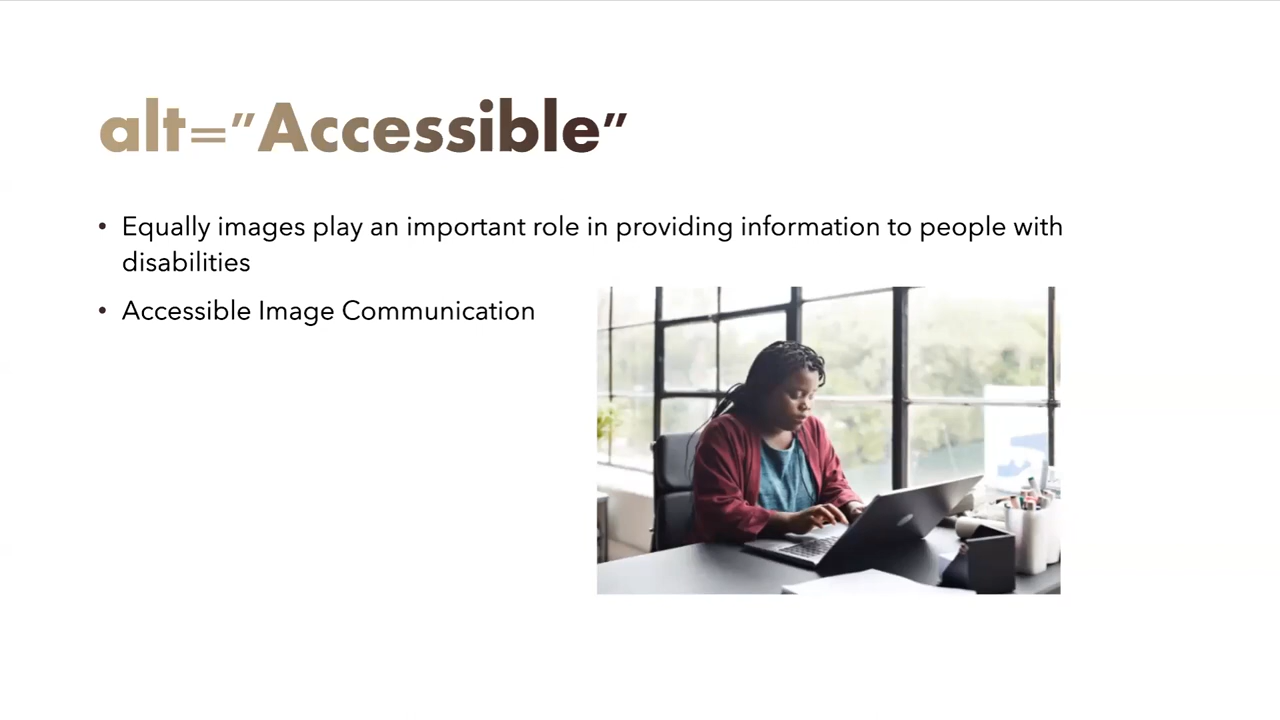 alt=”Accessible”
• Equally images play an important role in providing information to people with
disabilities
• Accessible Image Communication